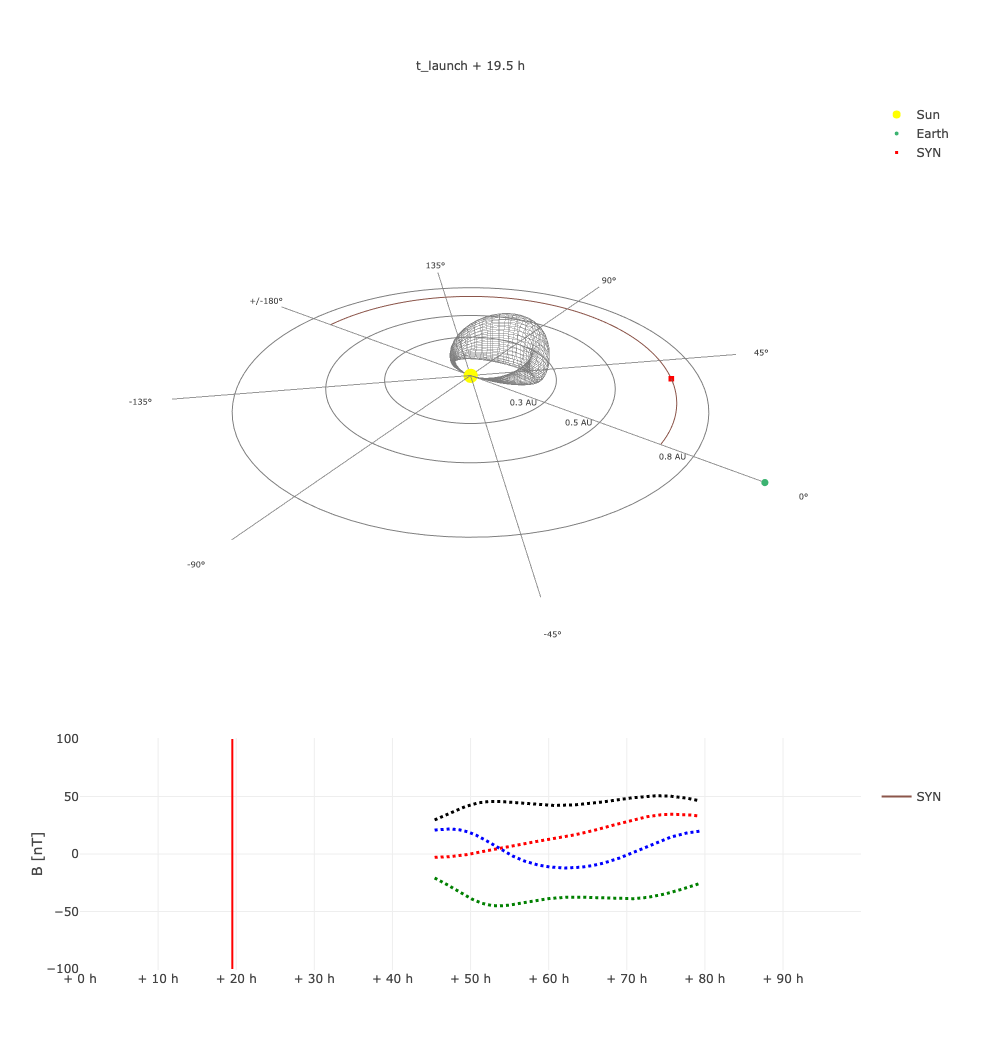 t_launch + 19.5 h
Sun
Earth
SYN
135°
90°
+/-180°
45°
-135°
0.3 AU
0.5 AU
0.8 AU
0°
-90°
-45°
100
50
0
−50
−100
B [nT]
SYN
+ 0 h + 10 h + 20 h + 30 h + 40 h + 50 h + 60 h + 70 h + 80 h + 90 h